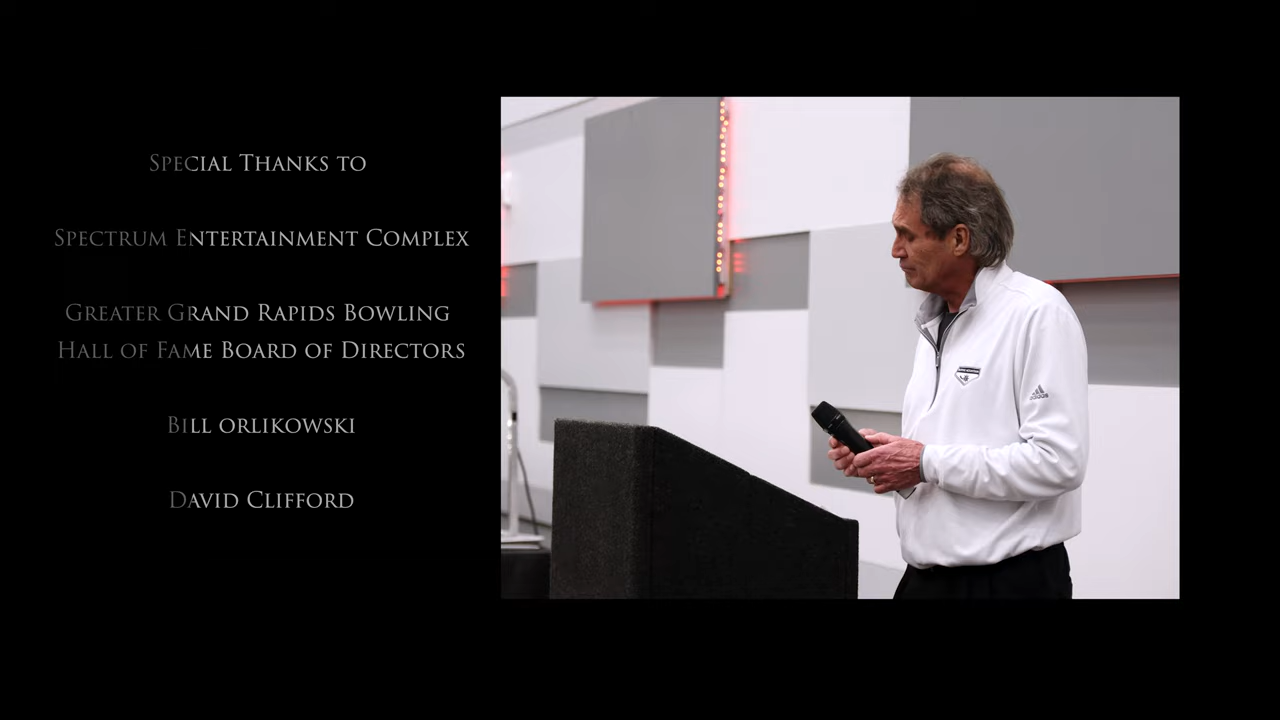 Special Thanks to
Spectrum Entertainment Complex
Greater Grand Rapids Bowling
Hall of Fame Board of Directors
Bill orlikowski
David Clifford
adidas